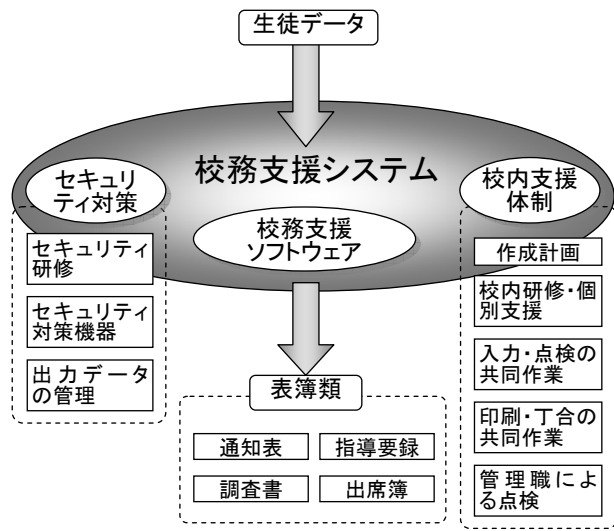 生徒データ
校務支援システム
セキュリ
ティ対策
校内支援
体制
校務支援
ソフトウェア
セキュリティ
研修
セキュリティ
対策機器
出力データ
の管理
作成計画
校内研修・個
別支援
入力・点検の
共同作業
印刷・丁合の
共同作業
管理職によ
る点検
表簿類
通知表
指導要録
調査書
出席簿